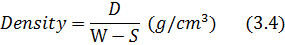 Density = D / (W − S) (g/cm³) (3.4)